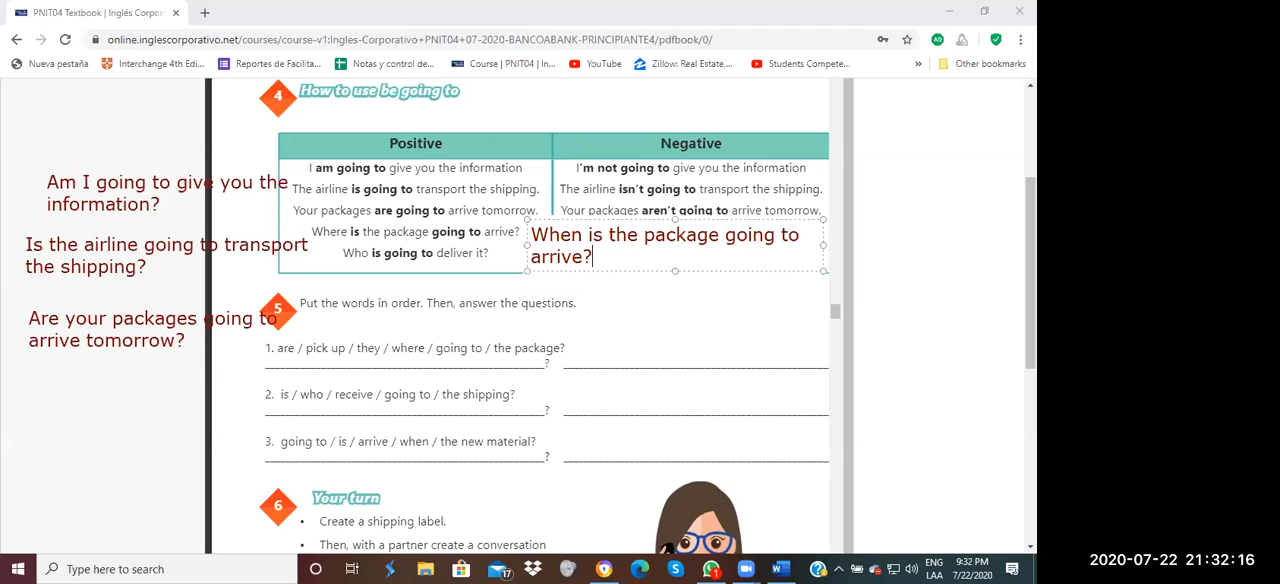 PNIT04 Textbook | Inglés Corpor
online.inglescorporativo.net/courses/course-v1:Ingles-Corporativo+PNIT04+07-2020-BANCOABANK-PRINCIPIANTE4/pdfbook/0/
Nueva pestaña Interchange 4th Edi... Reportes de Facilita... Notas y control de... Course | PNIT04 | In... YouTube Zillow: Real Estate,... Students Compete... » Other bookmarks
4 How to use be going to
Positive Negative
I am going to give you the information I'm not going to give you the information
The airline is going to transport the shipping. The airline isn't going to transport the shipping.
Your packages are going to arrive tomorrow. Your packages aren't going to arrive tomorrow.
Where is the package going to arrive?
Who is going to deliver it?
Am I going to give you the
information?
Is the airline going to transport
the shipping?
Are your packages going to
arrive tomorrow?
When is the package going to
arrive?
5 Put the words in order. Then, answer the questions.
1. are / pick up / they / where / going to / the package?
______?
2. is / who / receive / going to / the shipping?
______?
3. going to / is / arrive / when / the new material?
______?
6 Your turn
• Create a shipping label.
• Then, with a partner create a conversation
Type here to search
17
1
ENG
LAA
9:32 PM
7/22/2020
2020-07-22 21:32:16